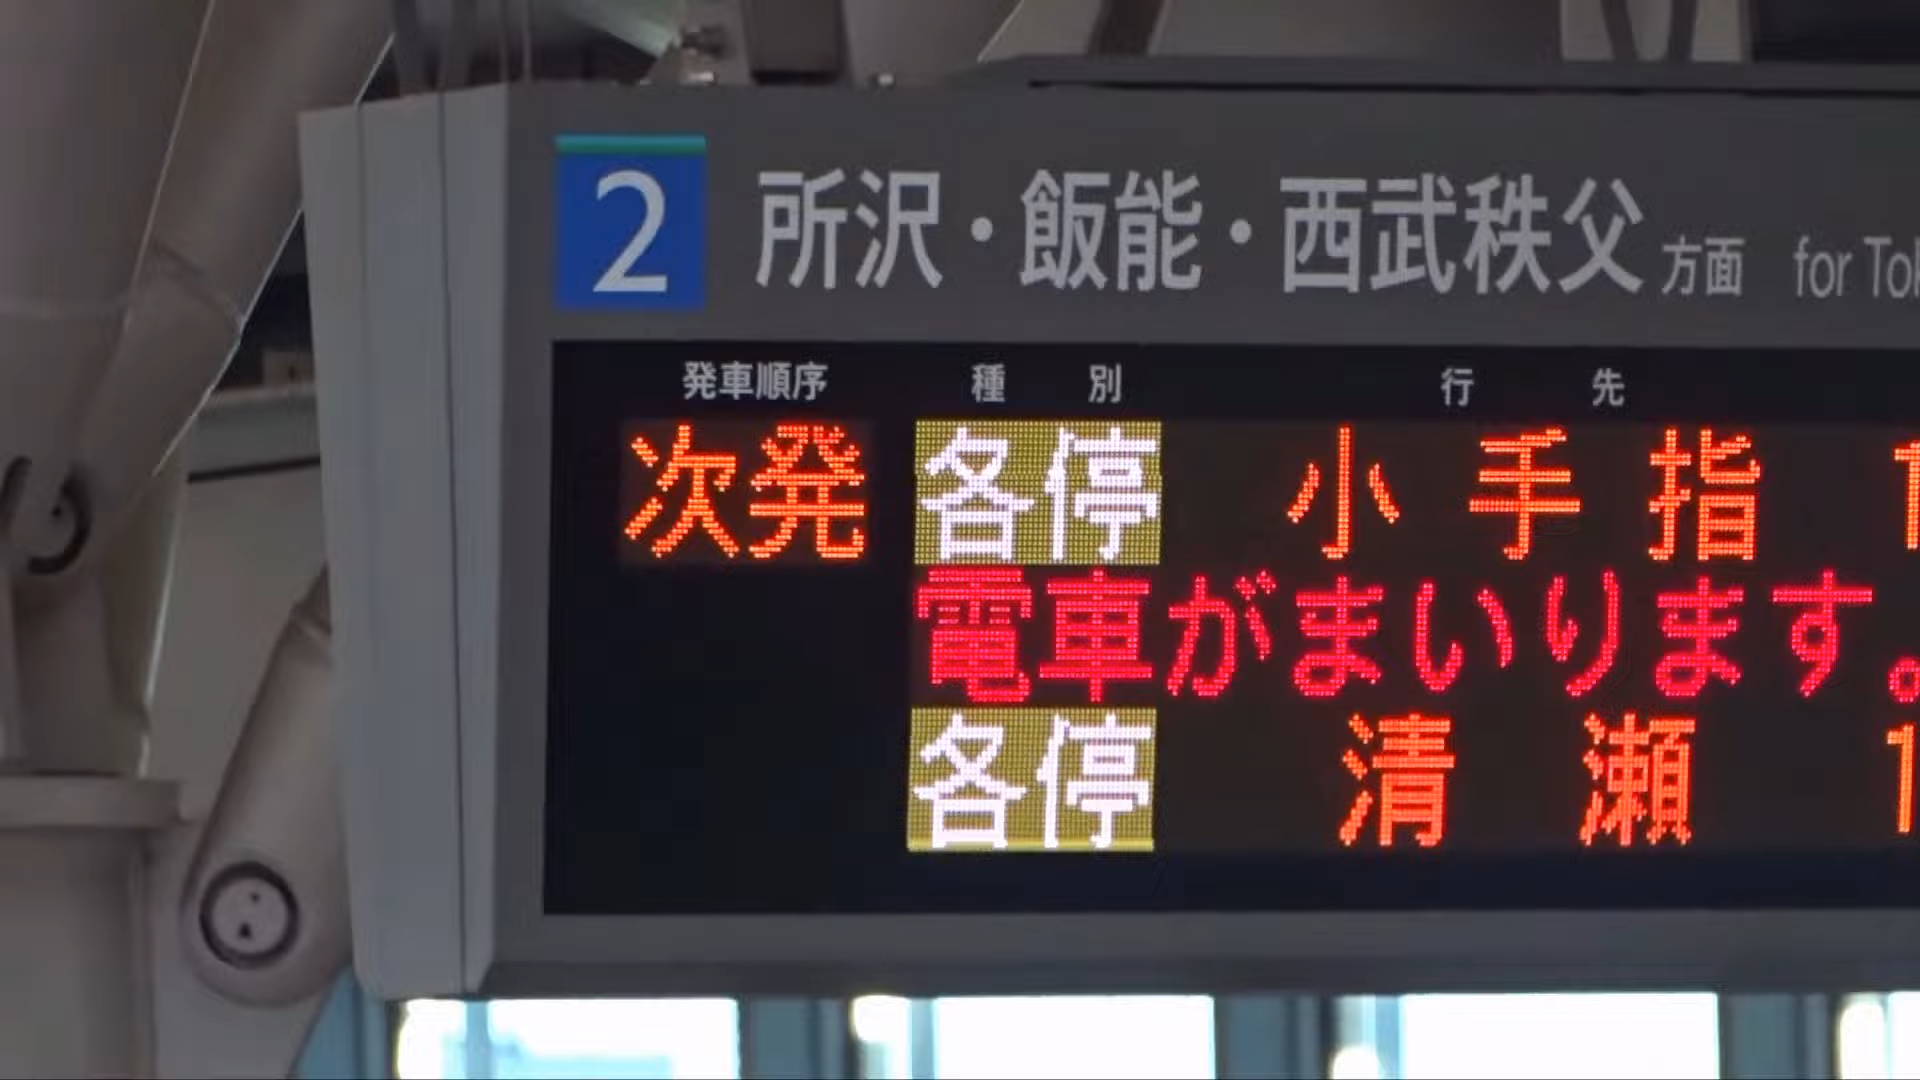 2 所沢・飯能・西武秩父方面 for
発車順序 種別 行先
次発 各停 小手指
電車がまいります。
各停 清瀬